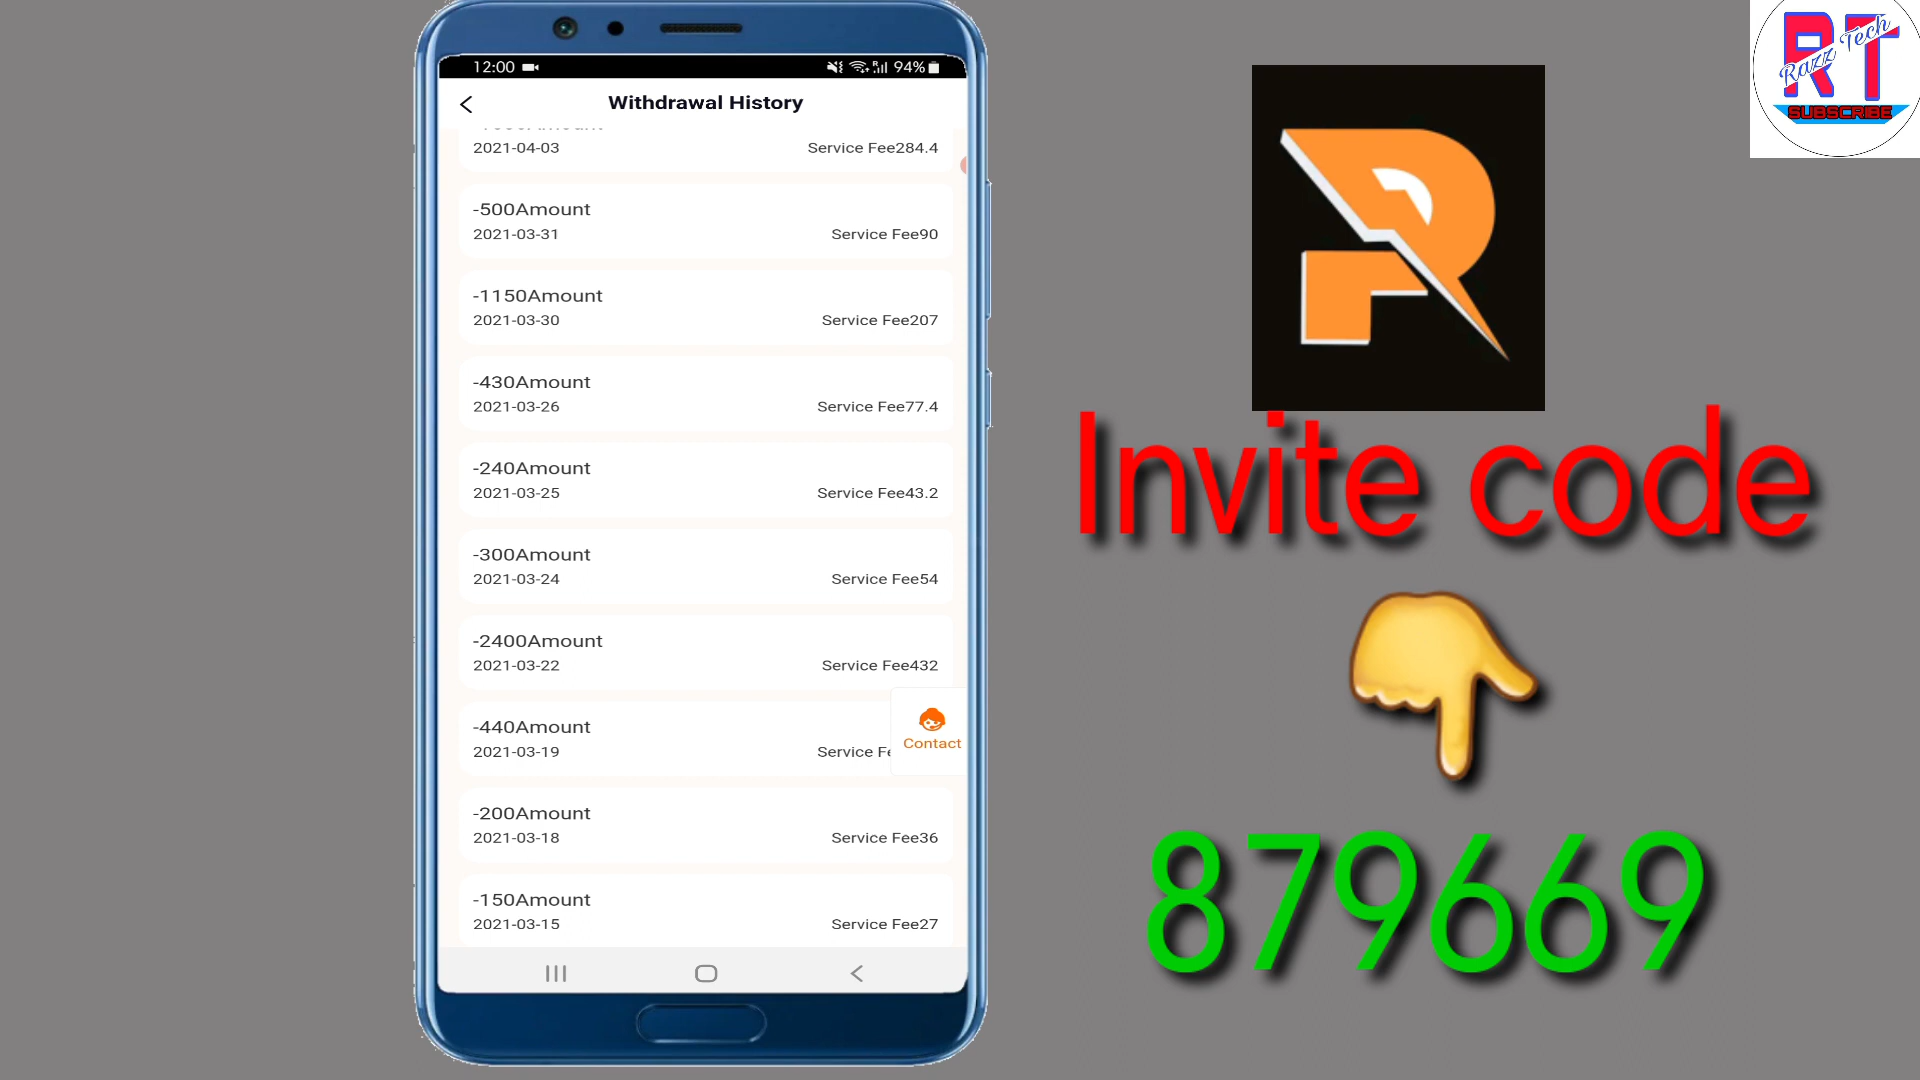 12:00
94%
Withdrawal History
2021-04-03 Service Fee284.4
-500Amount
2021-03-31 Service Fee90
-1150Amount
2021-03-30 Service Fee207
-430Amount
2021-03-26 Service Fee77.4
-240Amount
2021-03-25 Service Fee43.2
-300Amount
2021-03-24 Service Fee54
-2400Amount
2021-03-22 Service Fee432
-440Amount
2021-03-19 Service
Contact
-200Amount
2021-03-18 Service Fee36
-150Amount
2021-03-15 Service Fee27
RT
Razz Tech
SUBSCRIBE
Invite code
879669